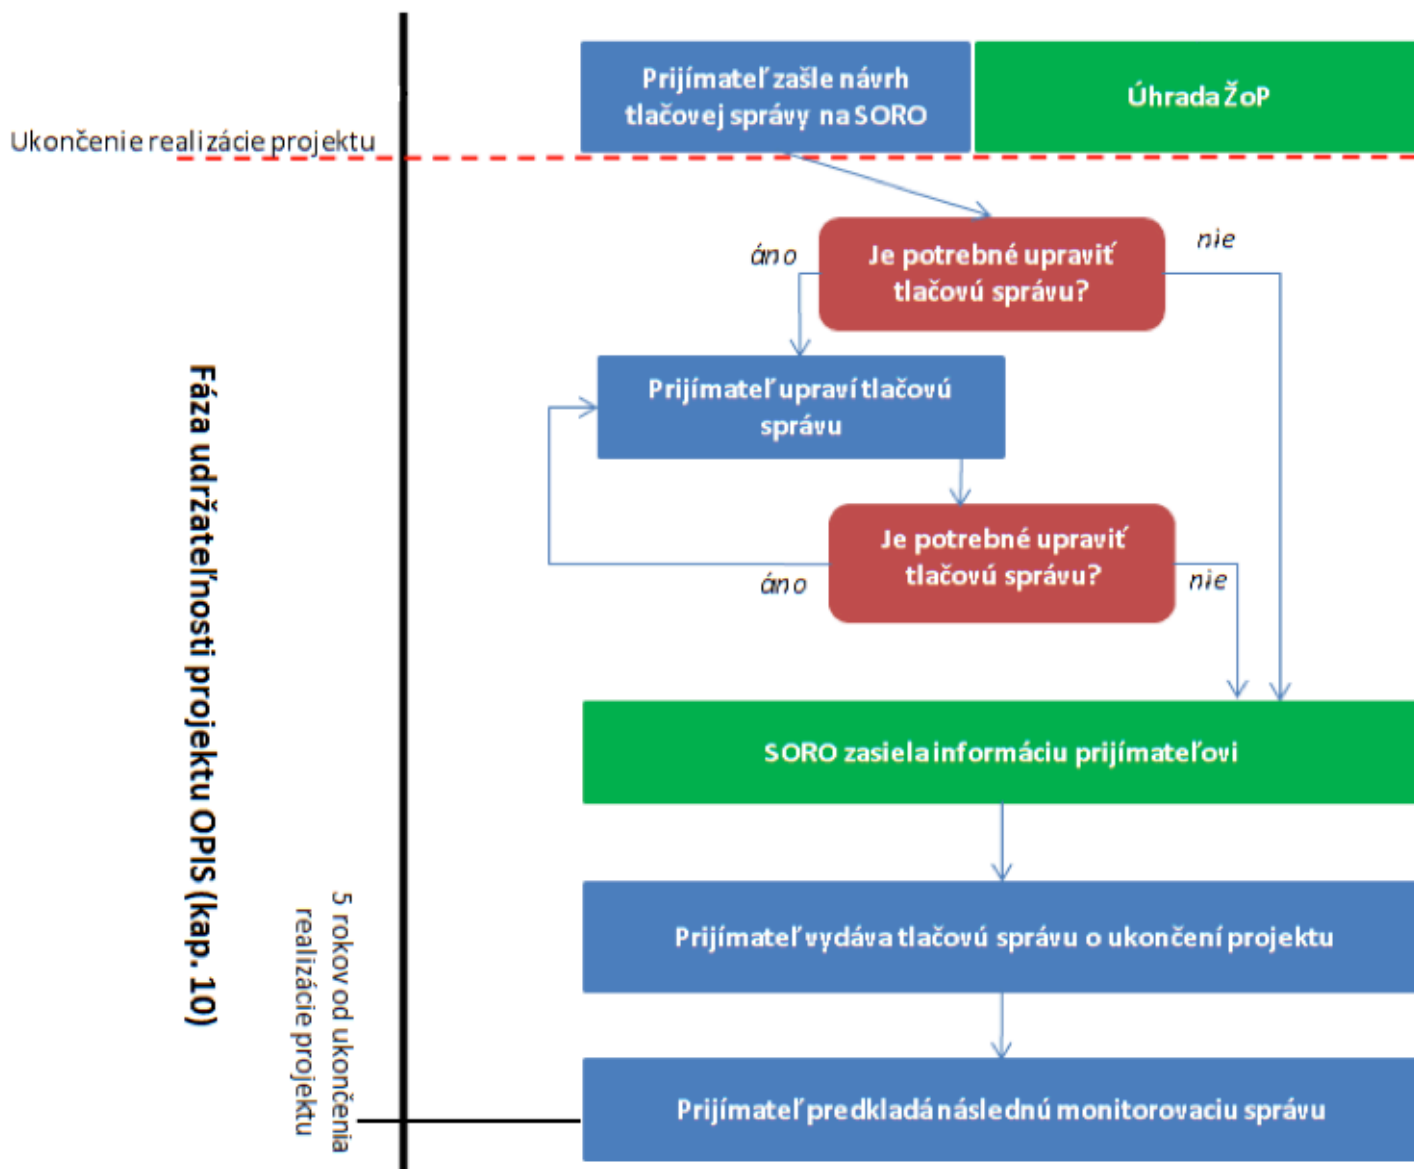 Prijímateľ zašle návrh
tlačovej správy na SORO
Úhrada ŽoP
Ukončenie realizácie projektu
Je potrebné upraviť
tlačovú správu?
áno
nie
Prijímateľ upraví tlačovú
správu
Je potrebné upraviť
tlačovú správu?
áno
nie
Fáza udržateľnosti projektu OPIS (kap. 10)
SORO zasiela informáciu prijímateľovi
Prijímateľ vydáva tlačovú správu o ukončení projektu
5 rokov od ukončenia
realizácie projektu
Prijímateľ predkladá následnú monitorovaciu správu